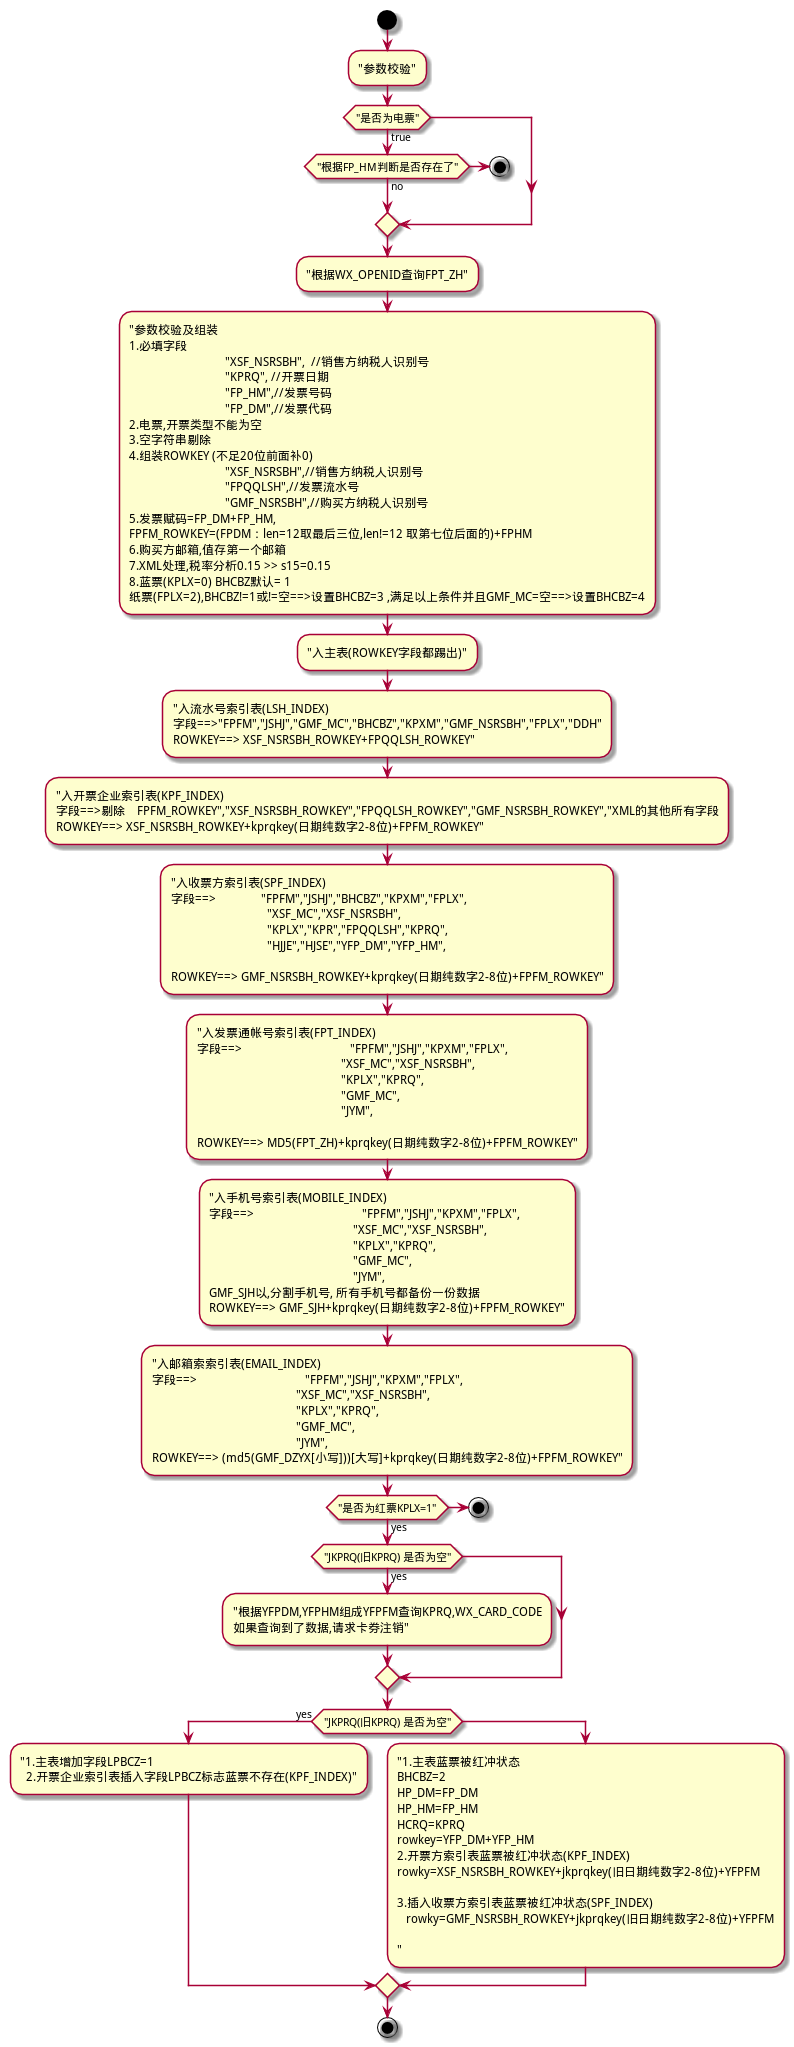 "参数校验"
"是否为电票"
true
"根据FP_HM判断是否存在了"
no
"根据WX_OPENID查询FPT_ZH"
"参数校验及组装
1.必填字段
"XSF_NSRSBH",  //销售方纳税人识别号
"KPRQ", //开票日期
"FP_HM",//发票号码
"FP_DM",//发票代码
2.电票,开票类型不能为空
3.空字符串剔除
4.组装ROWKEY (不足20位前面补0)
"XSF_NSRSBH",//销售方纳税人识别号
"FPQQLSH",//发票流水号
"GMF_NSRSBH",//购买方纳税人识别号
5.发票赋码=FP_DM+FP_HM,
FPFM_ROWKEY=(FPDM：len=12取最后三位,len!=12 取第七位后面的)+FPHM
6.购买方邮箱,值存第一个邮箱
7.XML处理,税率分析0.15 >> s15=0.15
8.蓝票(KPLX=0) BHCBZ默认= 1
纸票(FPLX=2),BHCBZ!=1或!=空==>设置BHCBZ=3 ,满足以上条件并且GMF_MC=空==>设置BHCBZ=4
"入主表(ROWKEY字段都踢出)"
"入流水号索引表(LSH_INDEX)
字段==>"FPFM","JSHJ","GMF_MC","BHCBZ","KPXM","GMF_NSRSBH","FPLX","DDH"
ROWKEY==> XSF_NSRSBH_ROWKEY+FPQQLSH_ROWKEY"
"入开票企业索引表(KPF_INDEX)
字段==>剔除    FPFM_ROWKEY","XSF_NSRSBH_ROWKEY","FPQQLSH_ROWKEY","GMF_NSRSBH_ROWKEY","XML的其他所有字段
ROWKEY==> XSF_NSRSBH_ROWKEY+kprqkey(日期纯数字2-8位)+FPFM_ROWKEY"
"入收票方索引表(SPF_INDEX)
字段==>               "FPFM","JSHJ","BHCBZ","KPXM","FPLX",
"XSF_MC","XSF_NSRSBH",
"KPLX","KPR","FPQQLSH","KPRQ",
"HJJE","HJSE","YFP_DM","YFP_HM",
ROWKEY==> GMF_NSRSBH_ROWKEY+kprqkey(日期纯数字2-8位)+FPFM_ROWKEY"
"入发票通帐号索引表(FPT_INDEX)
字段==>                                    "FPFM","JSHJ","KPXM","FPLX",
"XSF_MC","XSF_NSRSBH",
"KPLX","KPRQ",
"GMF_MC",
"JYM",
ROWKEY==> MD5(FPT_ZH)+kprqkey(日期纯数字2-8位)+FPFM_ROWKEY"
"入手机号索引表(MOBILE_INDEX)
字段==>                                    "FPFM","JSHJ","KPXM","FPLX",
"XSF_MC","XSF_NSRSBH",
"KPLX","KPRQ",
"GMF_MC",
"JYM",
GMF_SJH以,分割手机号, 所有手机号都备份一份数据
ROWKEY==> GMF_SJH+kprqkey(日期纯数字2-8位)+FPFM_ROWKEY"
"入邮箱索索引表(EMAIL_INDEX)
字段==>                                    "FPFM","JSHJ","KPXM","FPLX",
"XSF_MC","XSF_NSRSBH",
"KPLX","KPRQ",
"GMF_MC",
"JYM",
ROWKEY==> (md5(GMF_DZYX[小写]))[大写]+kprqkey(日期纯数字2-8位)+FPFM_ROWKEY"
"是否为红票KPLX=1"
yes
"JKPRQ(旧KPRQ) 是否为空"
yes
"根据YFPDM,YFPHM组成YFPFM查询KPRQ,WX_CARD_CODE
如果查询到了数据,请求卡券注销"
yes
"JKPRQ(旧KPRQ) 是否为空"
"1.主表增加字段LPBCZ=1
2.开票企业索引表插入字段LPBCZ标志蓝票不存在(KPF_INDEX)"
"1.主表蓝票被红冲状态
BHCBZ=2
HP_DM=FP_DM
HP_HM=FP_HM
HCRQ=KPRQ
rowkey=YFP_DM+YFP_HM
2.开票方索引表蓝票被红冲状态(KPF_INDEX)
rowky=XSF_NSRSBH_ROWKEY+jkprqkey(旧日期纯数字2-8位)+YFPFM
3.插入收票方索引表蓝票被红冲状态(SPF_INDEX)
rowky=GMF_NSRSBH_ROWKEY+jkprqkey(旧日期纯数字2-8位)+YFPFM
"